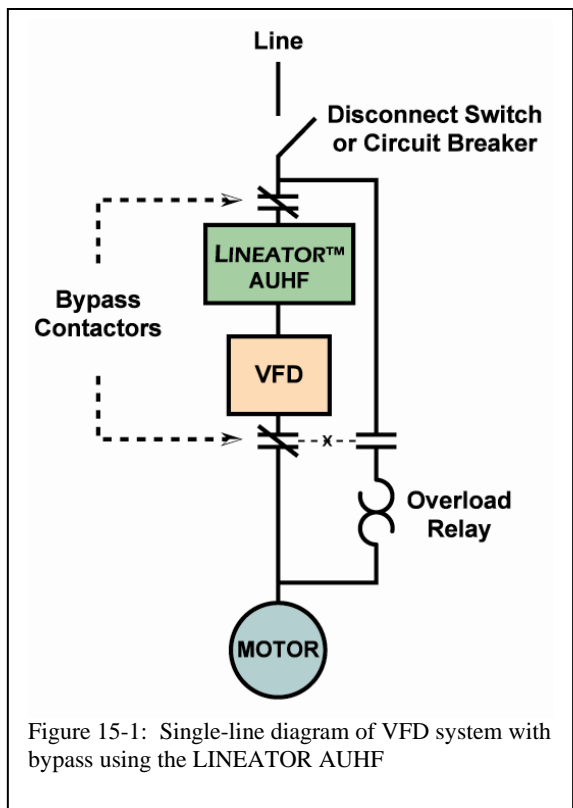 Line
Disconnect Switch
or Circuit Breaker
LINEATOR™
AUHF
Bypass
Contactors
VFD
x
Overload
Relay
MOTOR
Figure 15-1: Single-line diagram of VFD system with
bypass using the LINEATOR AUHF